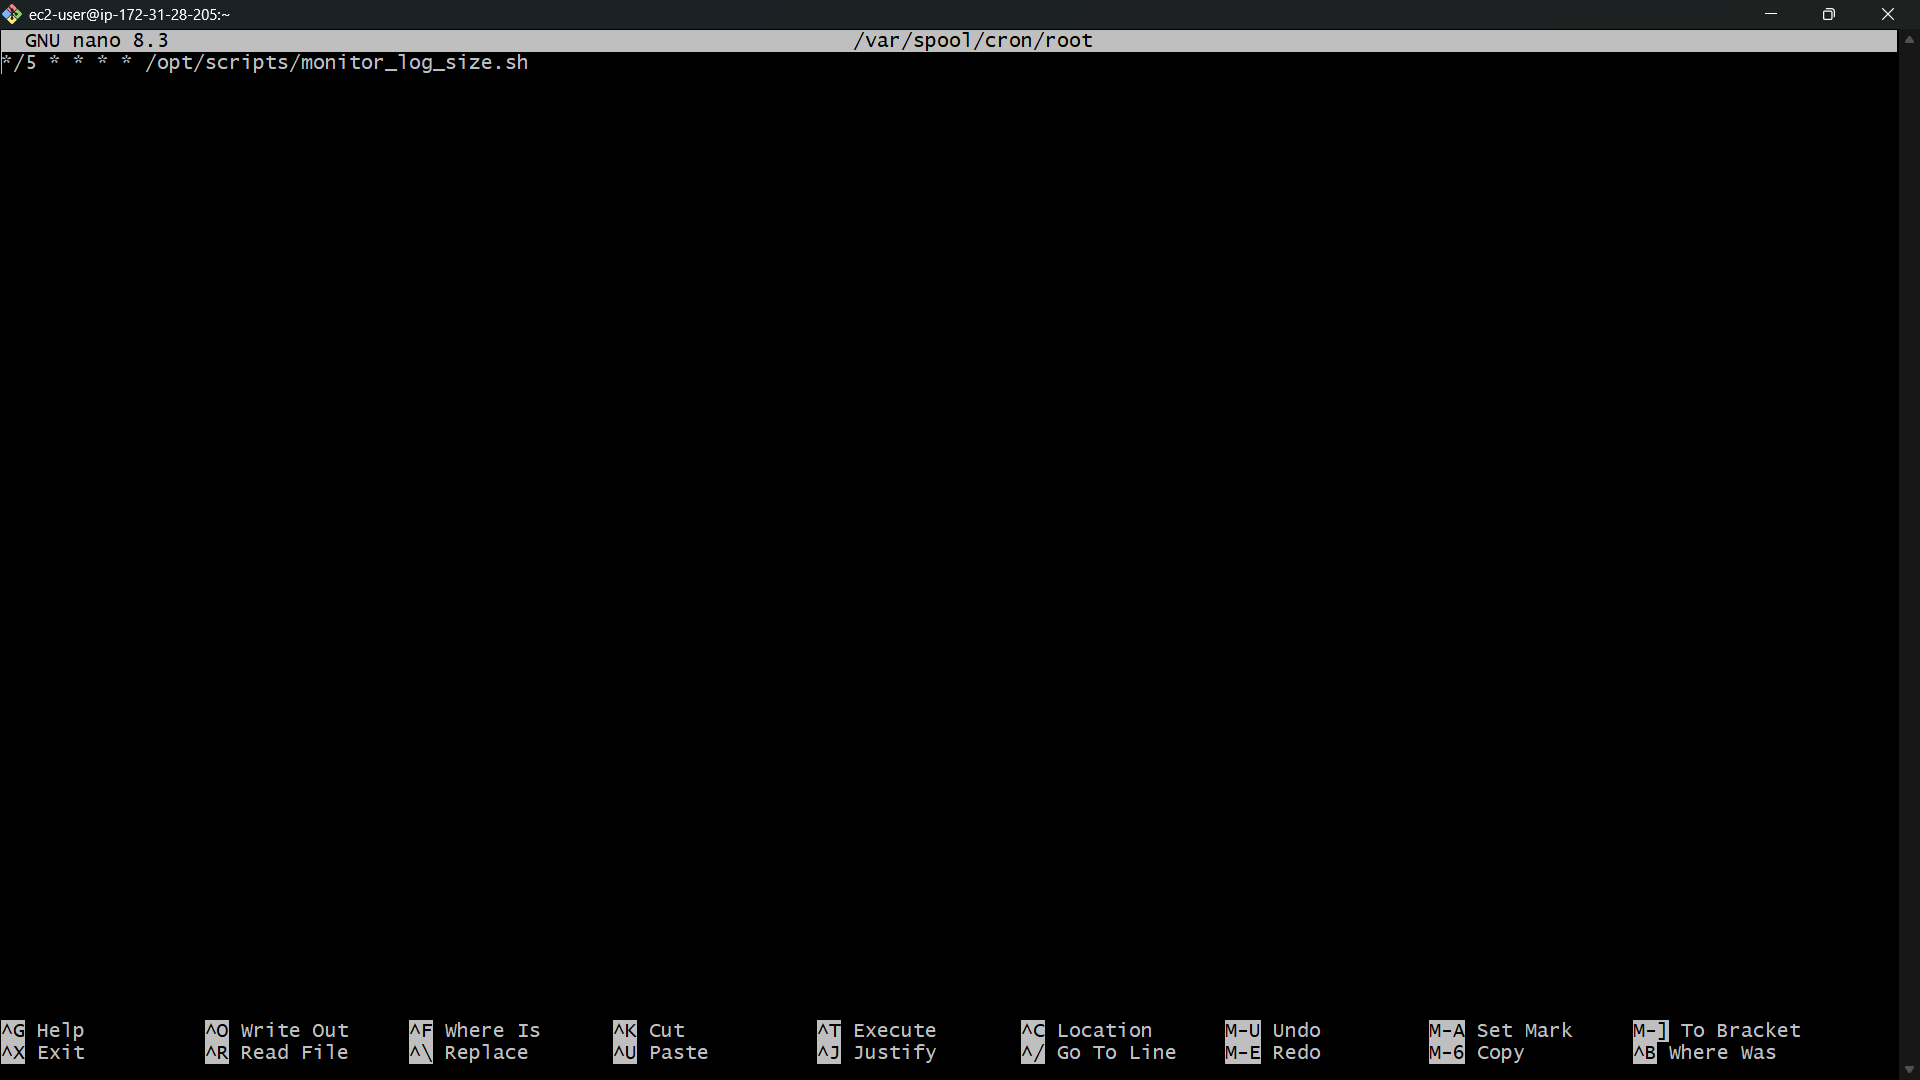 ec2-user@ip-172-31-28-205:~
GNU nano 8.3 /var/spool/cron/root
*/5 * * * * /opt/scripts/monitor_log_size.sh
^G Help ^O Write Out ^F Where Is ^K Cut ^T Execute ^C Location M-U Undo M-A Set Mark M-] To Bracket
^X Exit ^R Read File ^\ Replace ^U Paste ^J Justify ^/ Go To Line M-E Redo M-6 Copy ^B Where Was